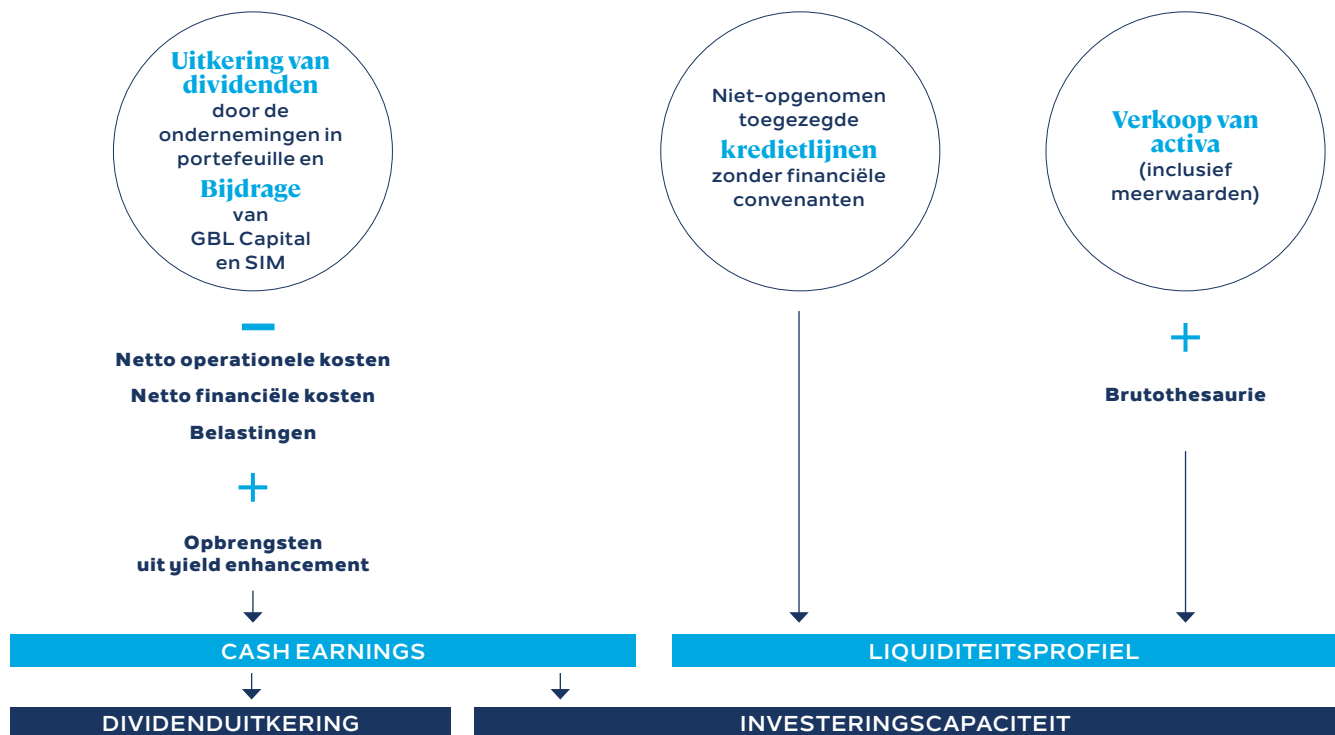 Uitkering van
dividenden
door de
ondernemingen in
portefeuille en
Bijdrage
van
GBL Capital
en SIM
Netto operationele kosten
Netto financiële kosten
Belastingen
+
Opbrengsten
uit yield enhancement
Niet-opgenomen
toegezegde
kredietlijnen
zonder financiële
convenanten
Verkoop van
activa
(inclusief
meerwaarden)
+
Brutothesaurie
CASH EARNINGS
LIQUIDITEITSPROFIEL
DIVIDENDUITKERING
INVESTERINGSCAPACITEIT